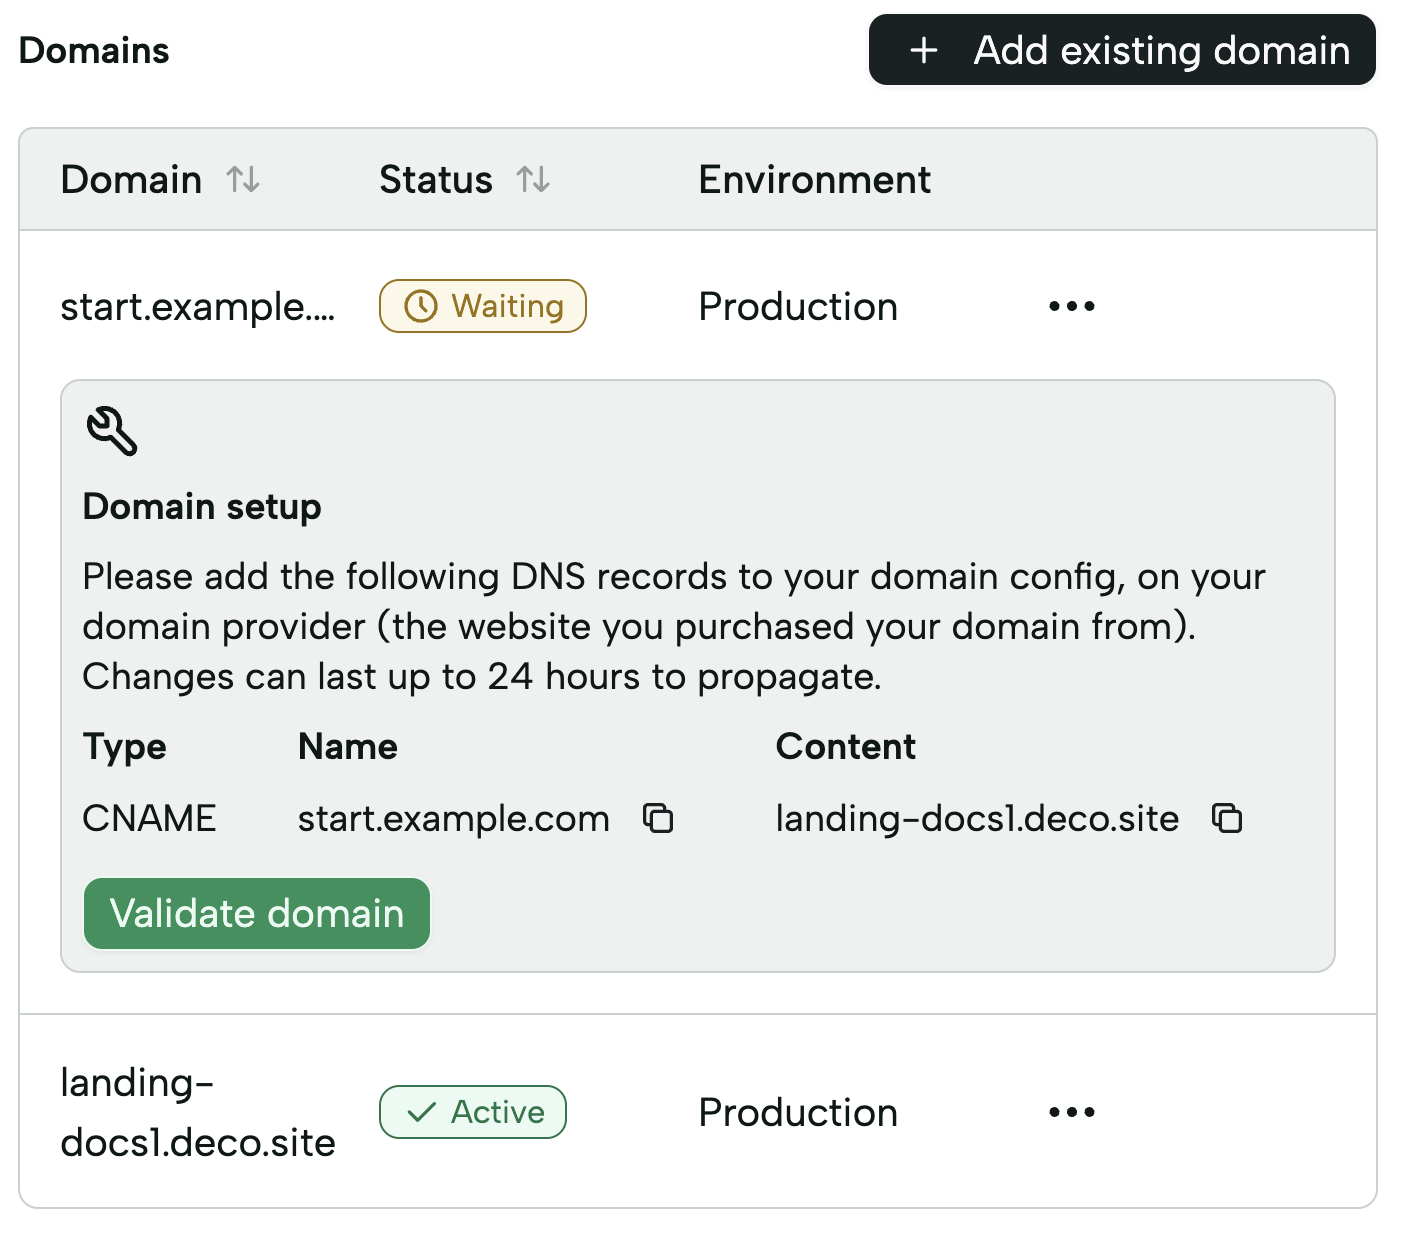 Domains
+ Add existing domain
Domain Status Environment
start.example.... Waiting Production
Domain setup
Please add the following DNS records to your domain config, on your
domain provider (the website you purchased your domain from).
Changes can last up to 24 hours to propagate.
Type Name Content
CNAME start.example.com landing-docs1.deco.site
Validate domain
landing-
docs1.deco.site
Active
Production